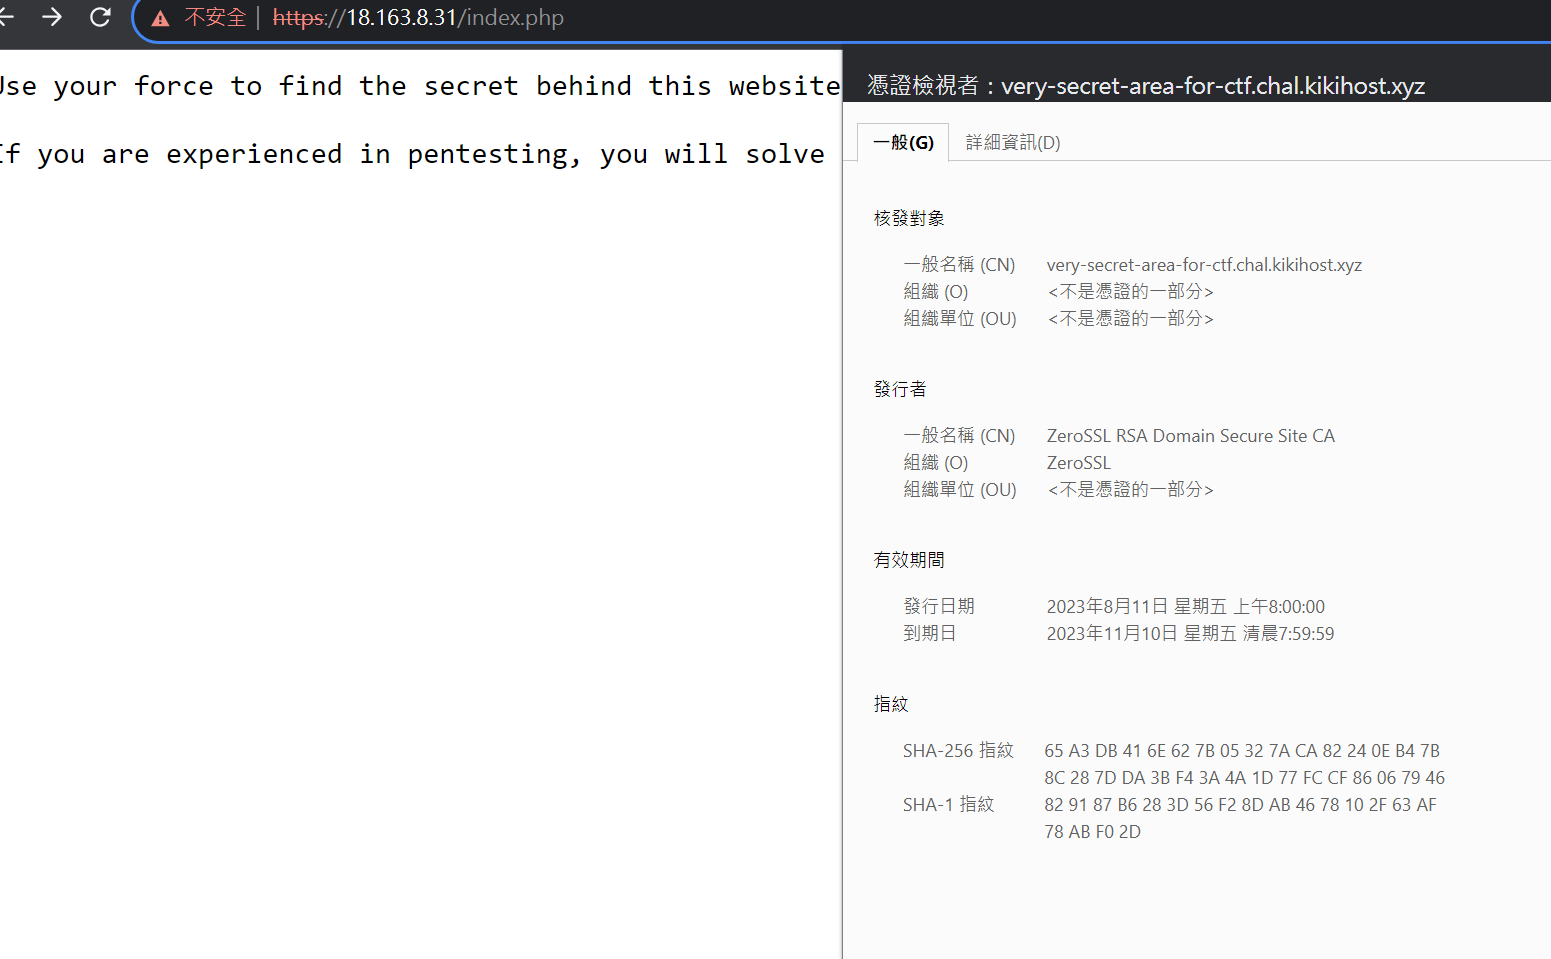 不安全 | https://18.163.8.31/index.php
Use your force to find the secret behind this website
If you are experienced in pentesting, you will solve
憑證檢視者：very-secret-area-for-ctf.chal.kikihost.xyz
一般(G) 詳細資訊(D)
核發對象
一般名稱 (CN) very-secret-area-for-ctf.chal.kikihost.xyz
組織 (O) <不是憑證的一部分>
組織單位 (OU) <不是憑證的一部分>
發行者
一般名稱 (CN) ZeroSSL RSA Domain Secure Site CA
組織 (O) ZeroSSL
組織單位 (OU) <不是憑證的一部分>
有效期間
發行日期 2023年8月11日 星期五 上午8:00:00
到期日 2023年11月10日 星期五 清晨7:59:59
指紋
SHA-256 指紋 65 A3 DB 41 6E 62 7B 05 32 7A CA 82 24 0E B4 7B
8C 28 7D DA 3B F4 3A 4A 1D 77 FC CF 86 06 79 46
SHA-1 指紋 82 91 87 B6 28 3D 56 F2 8D AB 46 78 10 2F 63 AF
78 AB F0 2D